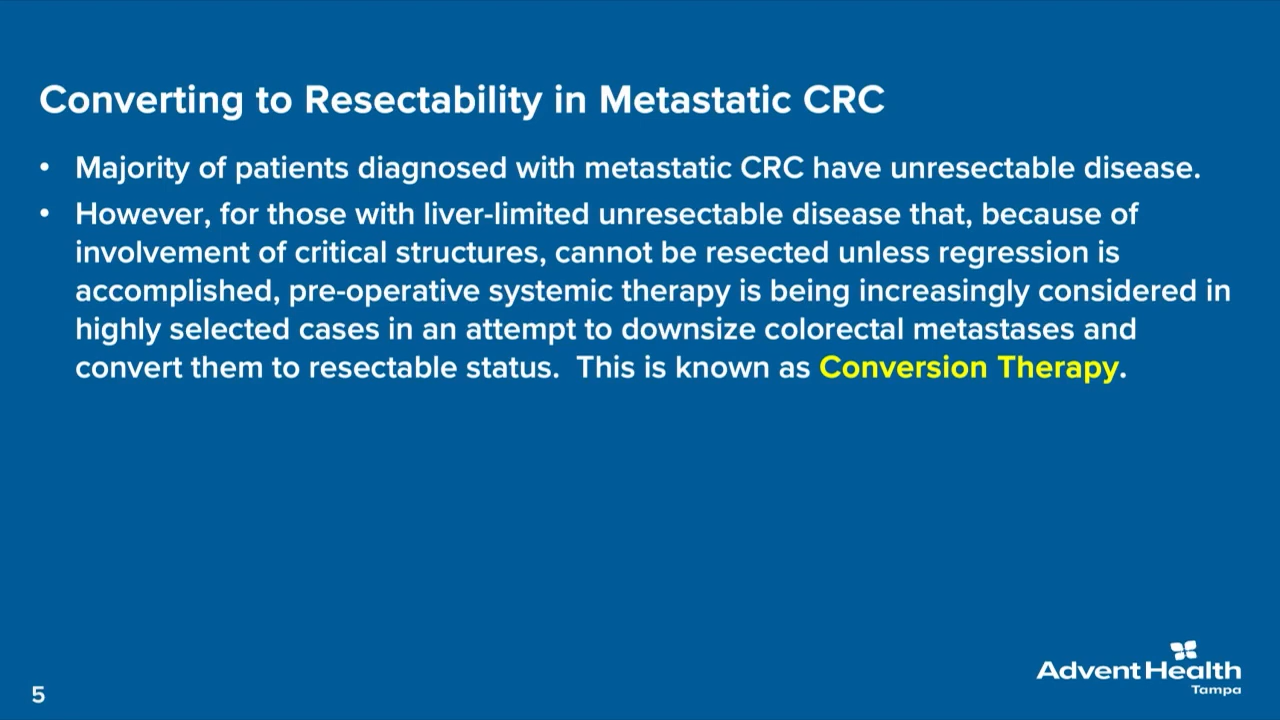 Converting to Resectability in Metastatic CRC
• Majority of patients diagnosed with metastatic CRC have unresectable disease.
• However, for those with liver-limited unresectable disease that, because of
involvement of critical structures, cannot be resected unless regression is
accomplished, pre-operative systemic therapy is being increasingly considered in
highly selected cases in an attempt to downsize colorectal metastases and
convert them to resectable status.  This is known as Conversion Therapy.
AdventHealth
Tampa
5